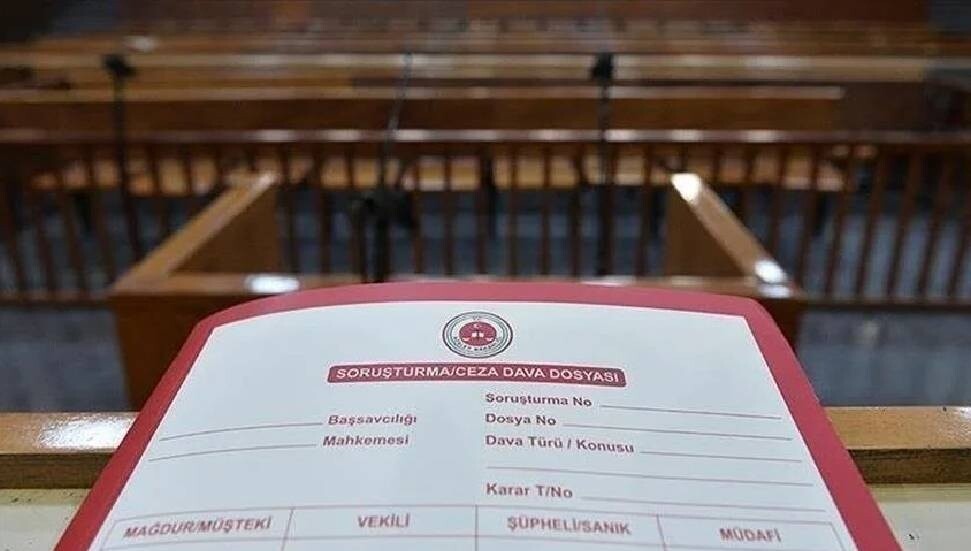 SORUŞTURMA/CEZA DAVA DOSYASI
Başsavcılığı
Mahkemesi
Soruşturma No
Dosya No
Dava Türü / Konusu
Karar T/No
MAĞDUR/MÜŞTEKİ VEKİLİ ŞÜPHELİ/SANIK MÜDAFİ